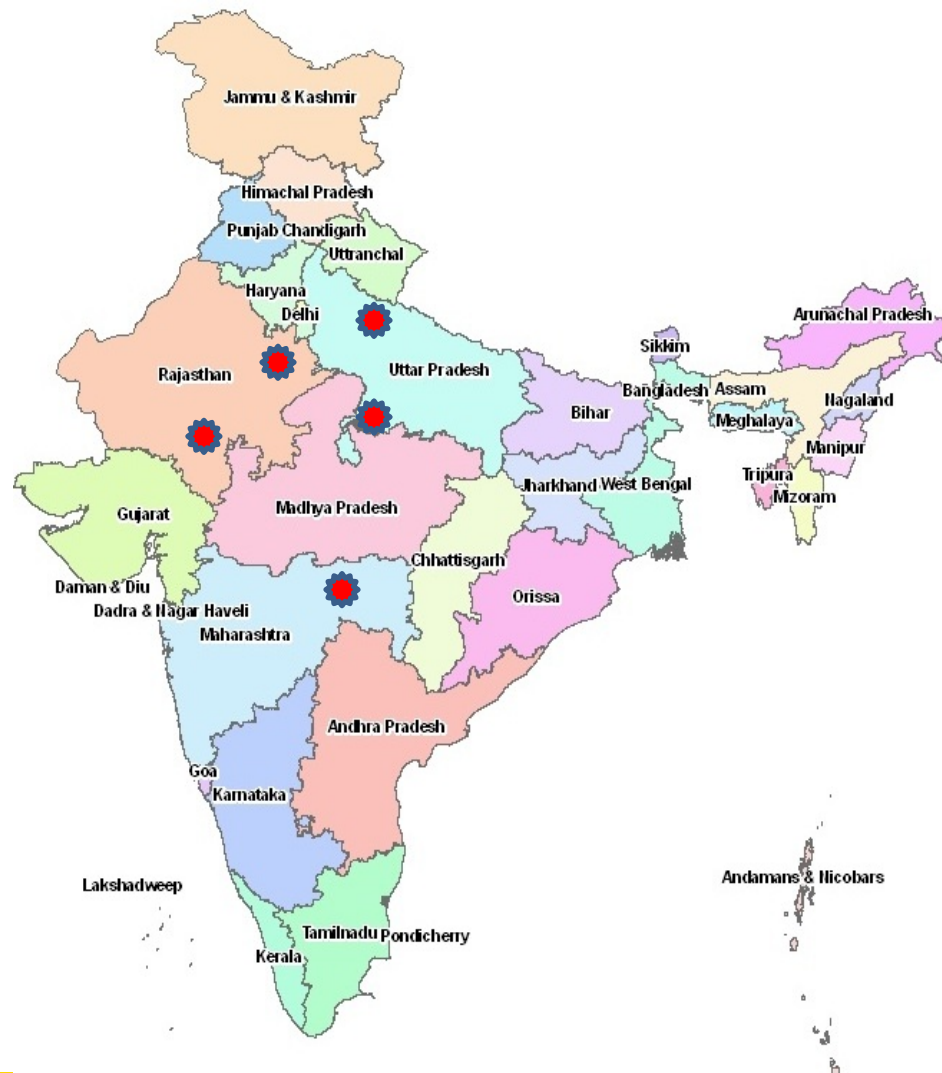 Jammu & Kashmir
Himachal Pradesh
Punjab Chandigarh
Uttranchal
Haryana
Delhi
Arunachal Pradesh
Sikkim
Rajasthan
Uttar Pradesh
Bangladesh
Assam
Nagaland
Bihar
Meghalaya
Manipur
Tripura
Jharkhand
West Bengal
Mizoram
Gujarat
Madhya Pradesh
Chhattisgarh
Daman & Diu
Orissa
Dadra & Nagar Haveli
Maharashtra
Andhra Pradesh
Goa
Karnataka
Lakshadweep
Andamans & Nicobars
Tamilnadu
Pondicherry
Kerala